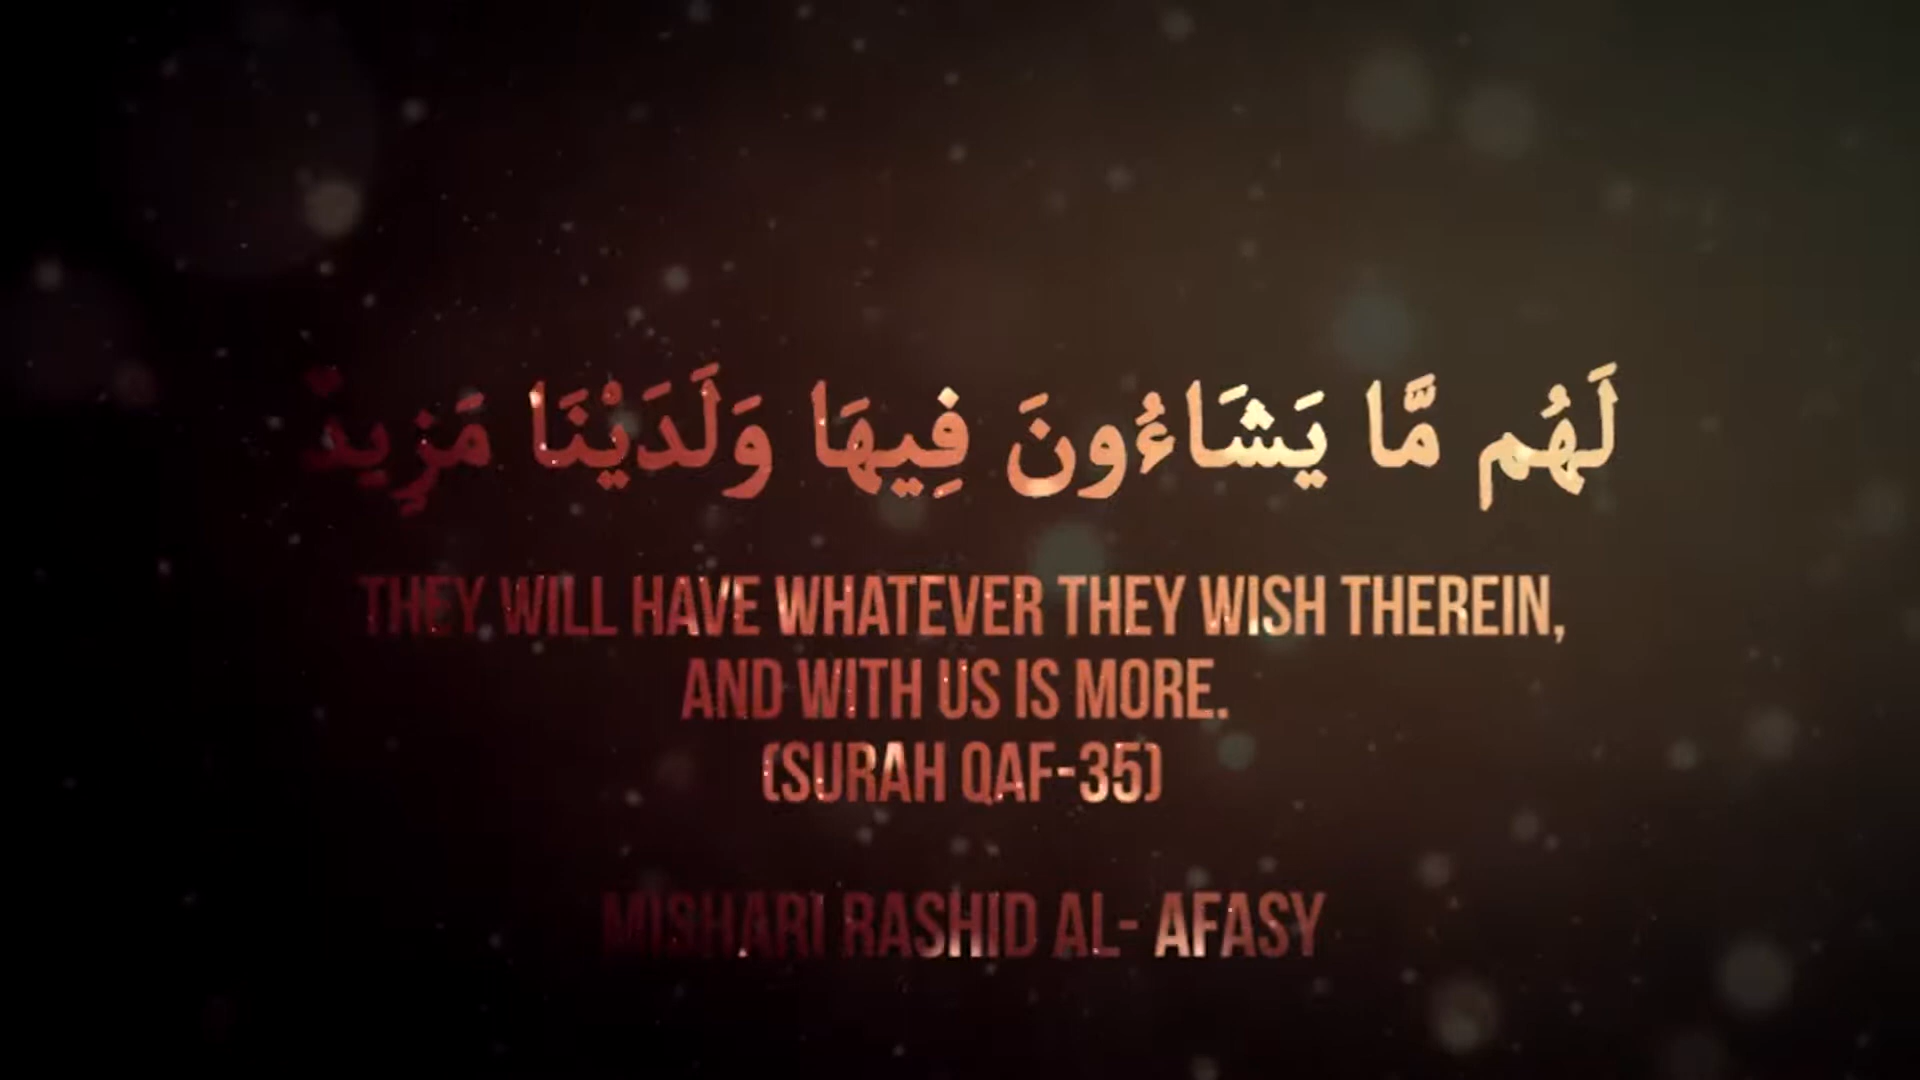 لَهُم مَّا يَشَاءُونَ فِيهَا وَلَدَيْنَا مَزِيدٌ
THEY WILL HAVE WHATEVER THEY WISH THEREIN,
AND WITH US IS MORE.
(SURAH QAF-35)
MISHARI RASHID AL- AFASY